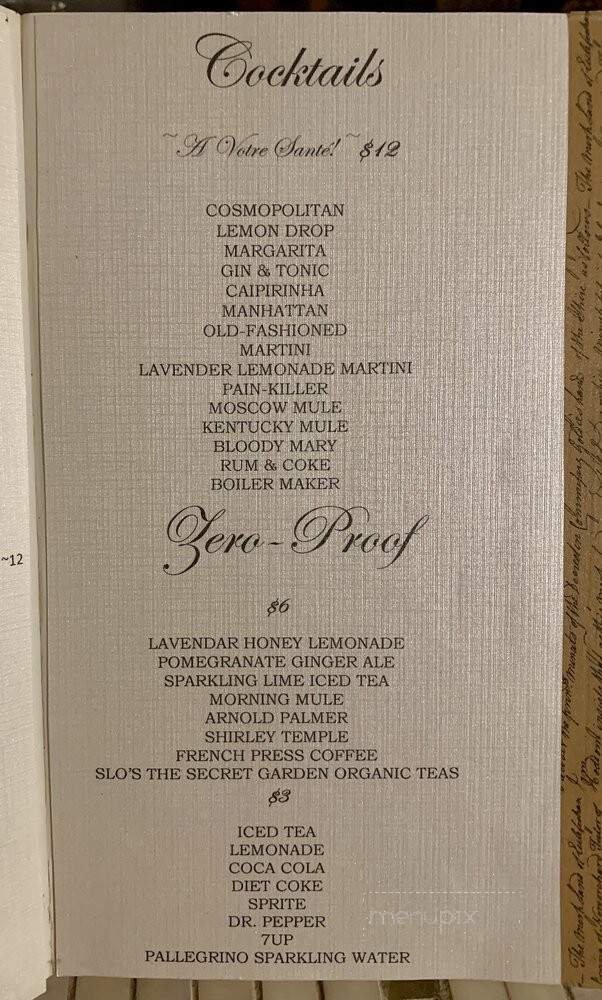 Cocktails
~A Votre Santé! ~$12
COSMOPOLITAN
LEMON DROP
MARGARITA
GIN & TONIC
CAIPIRINHA
MANHATTAN
OLD-FASHIONED
MARTINI
LAVENDER LEMONADE MARTINI
PAIN-KILLER
MOSCOW MULE
KENTUCKY MULE
BLOODY MARY
RUM & COKE
BOILER MAKER
~12
Zero-Proof
$6
LAVENDAR HONEY LEMONADE
POMEGRANATE GINGER ALE
SPARKLING LIME ICED TEA
MORNING MULE
ARNOLD PALMER
SHIRLEY TEMPLE
FRENCH PRESS COFFEE
SLO'S THE SECRET GARDEN ORGANIC TEAS
$3
ICED TEA
LEMONADE
COCA COLA
DIET COKE
SPRITE
DR. PEPPER
7UP
PALLEGRINO SPARKLING WATER
menupix